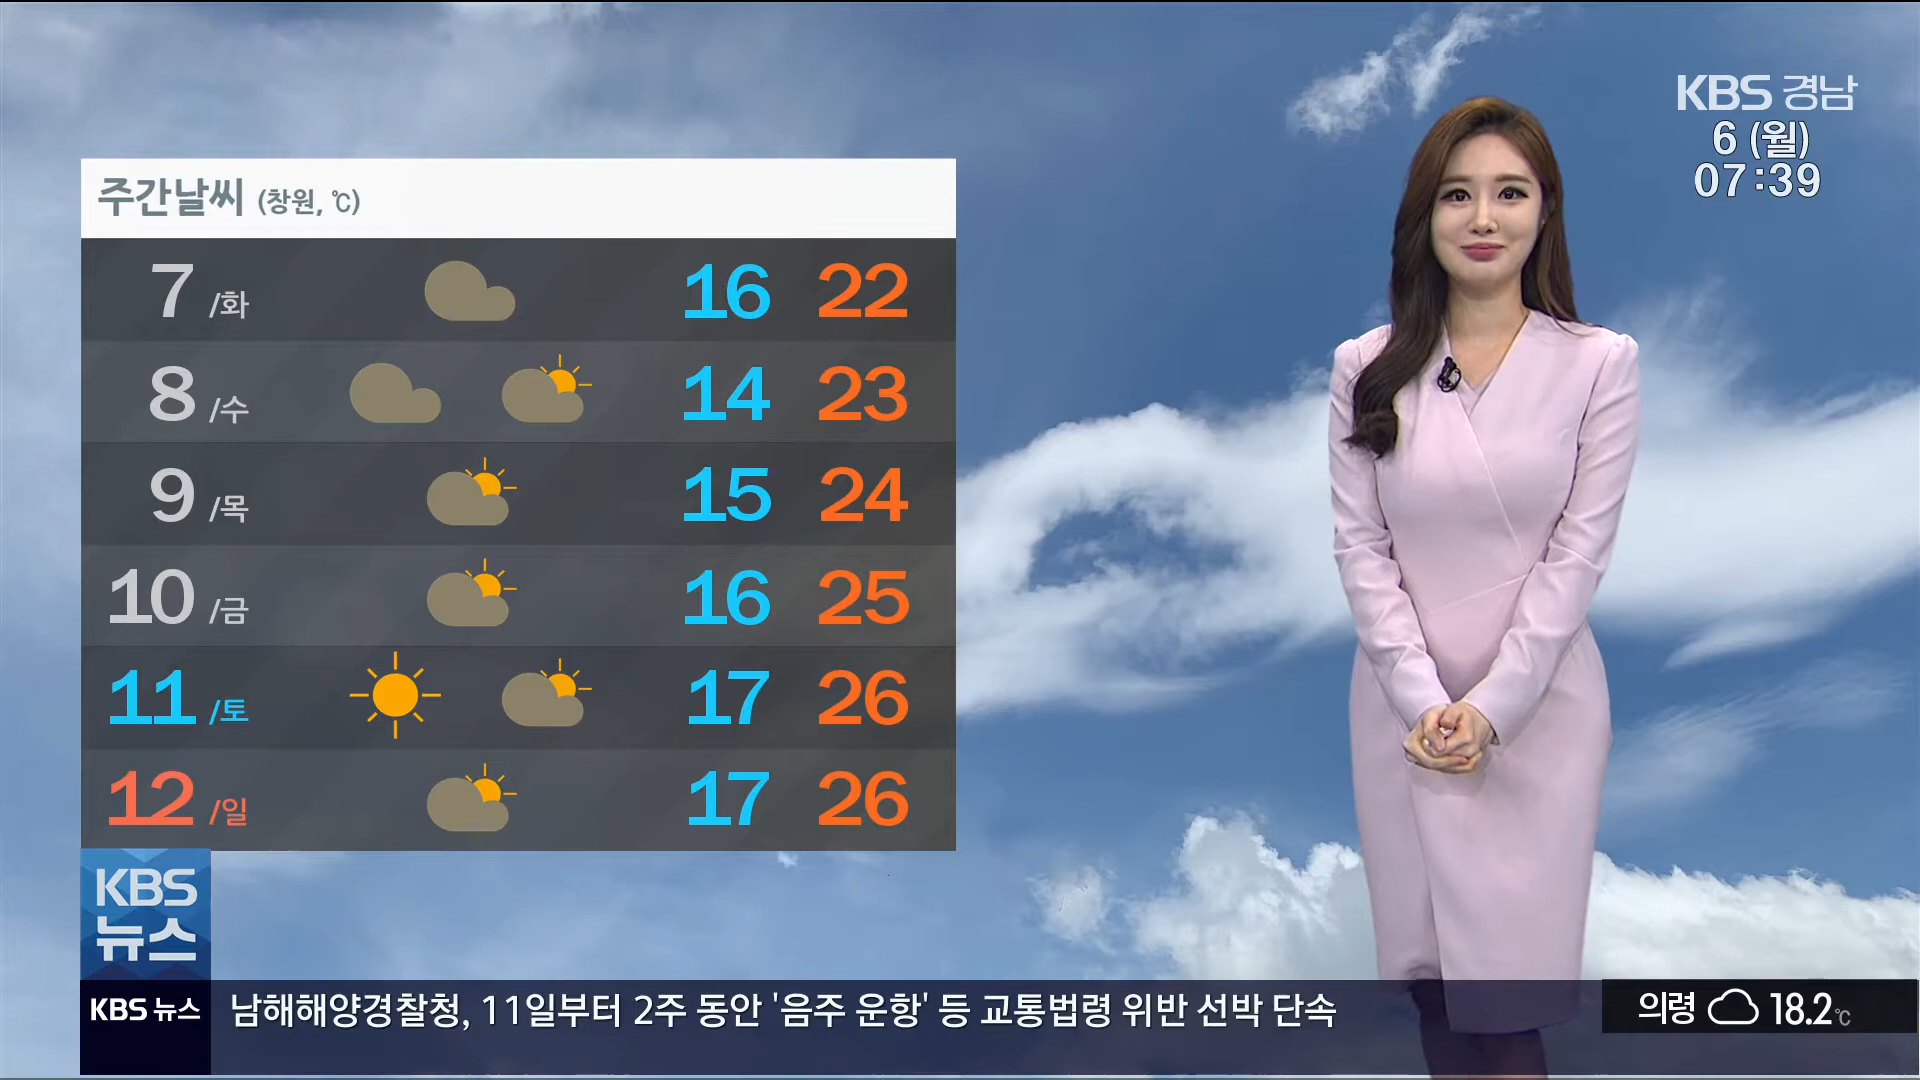 KBS 경남
6 (월)
07:39
주간날씨 (창원, ℃)
7 /화 16 22
8 /수 14 23
9 /목 15 24
10 /금 16 25
11 /토 17 26
12 /일 17 26
KBS
뉴스
KBS 뉴스 남해해양경찰청, 11일부터 2주 동안 '음주 운항' 등 교통법령 위반 선박 단속
의령 18.2℃